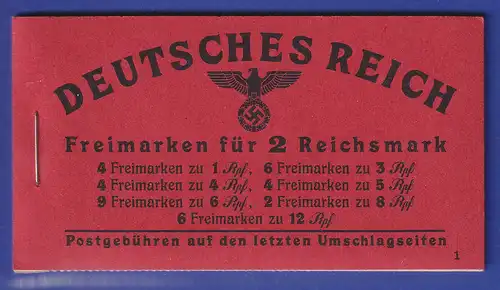 DEUTSCHES REICH
Freimarken für 2 Reichsmark
4 Freimarken zu 1 Rpf, 6 Freimarken zu 3 Rpf
4 Freimarken zu 4 Rpf, 4 Freimarken zu 5 Rpf
9 Freimarken zu 6 Rpf, 2 Freimarken zu 8 Rpf
6 Freimarken zu 12 Rpf
Postgebühren auf den letzten Umschlagseiten
1